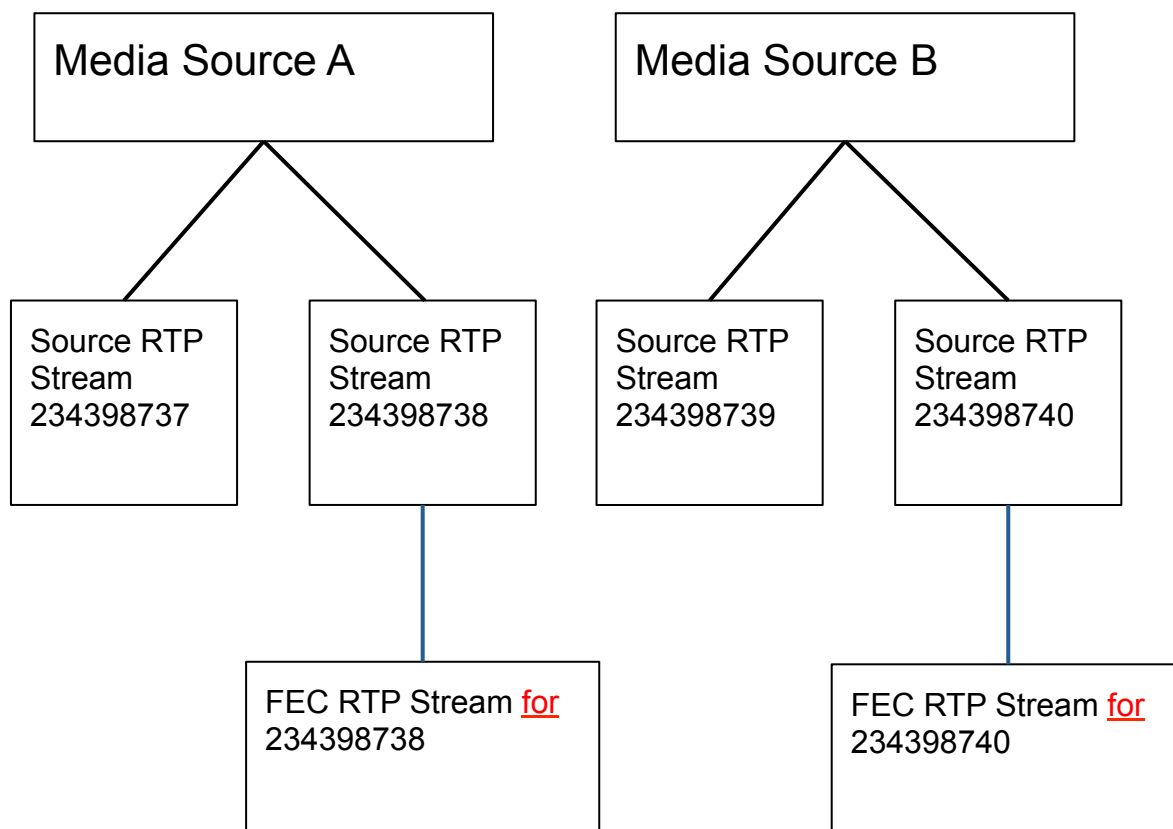 Media Source A
Media Source B
Source RTP
Stream
234398737
Source RTP
Stream
234398738
Source RTP
Stream
234398739
Source RTP
Stream
234398740
FEC RTP Stream for
234398738
FEC RTP Stream for
234398740